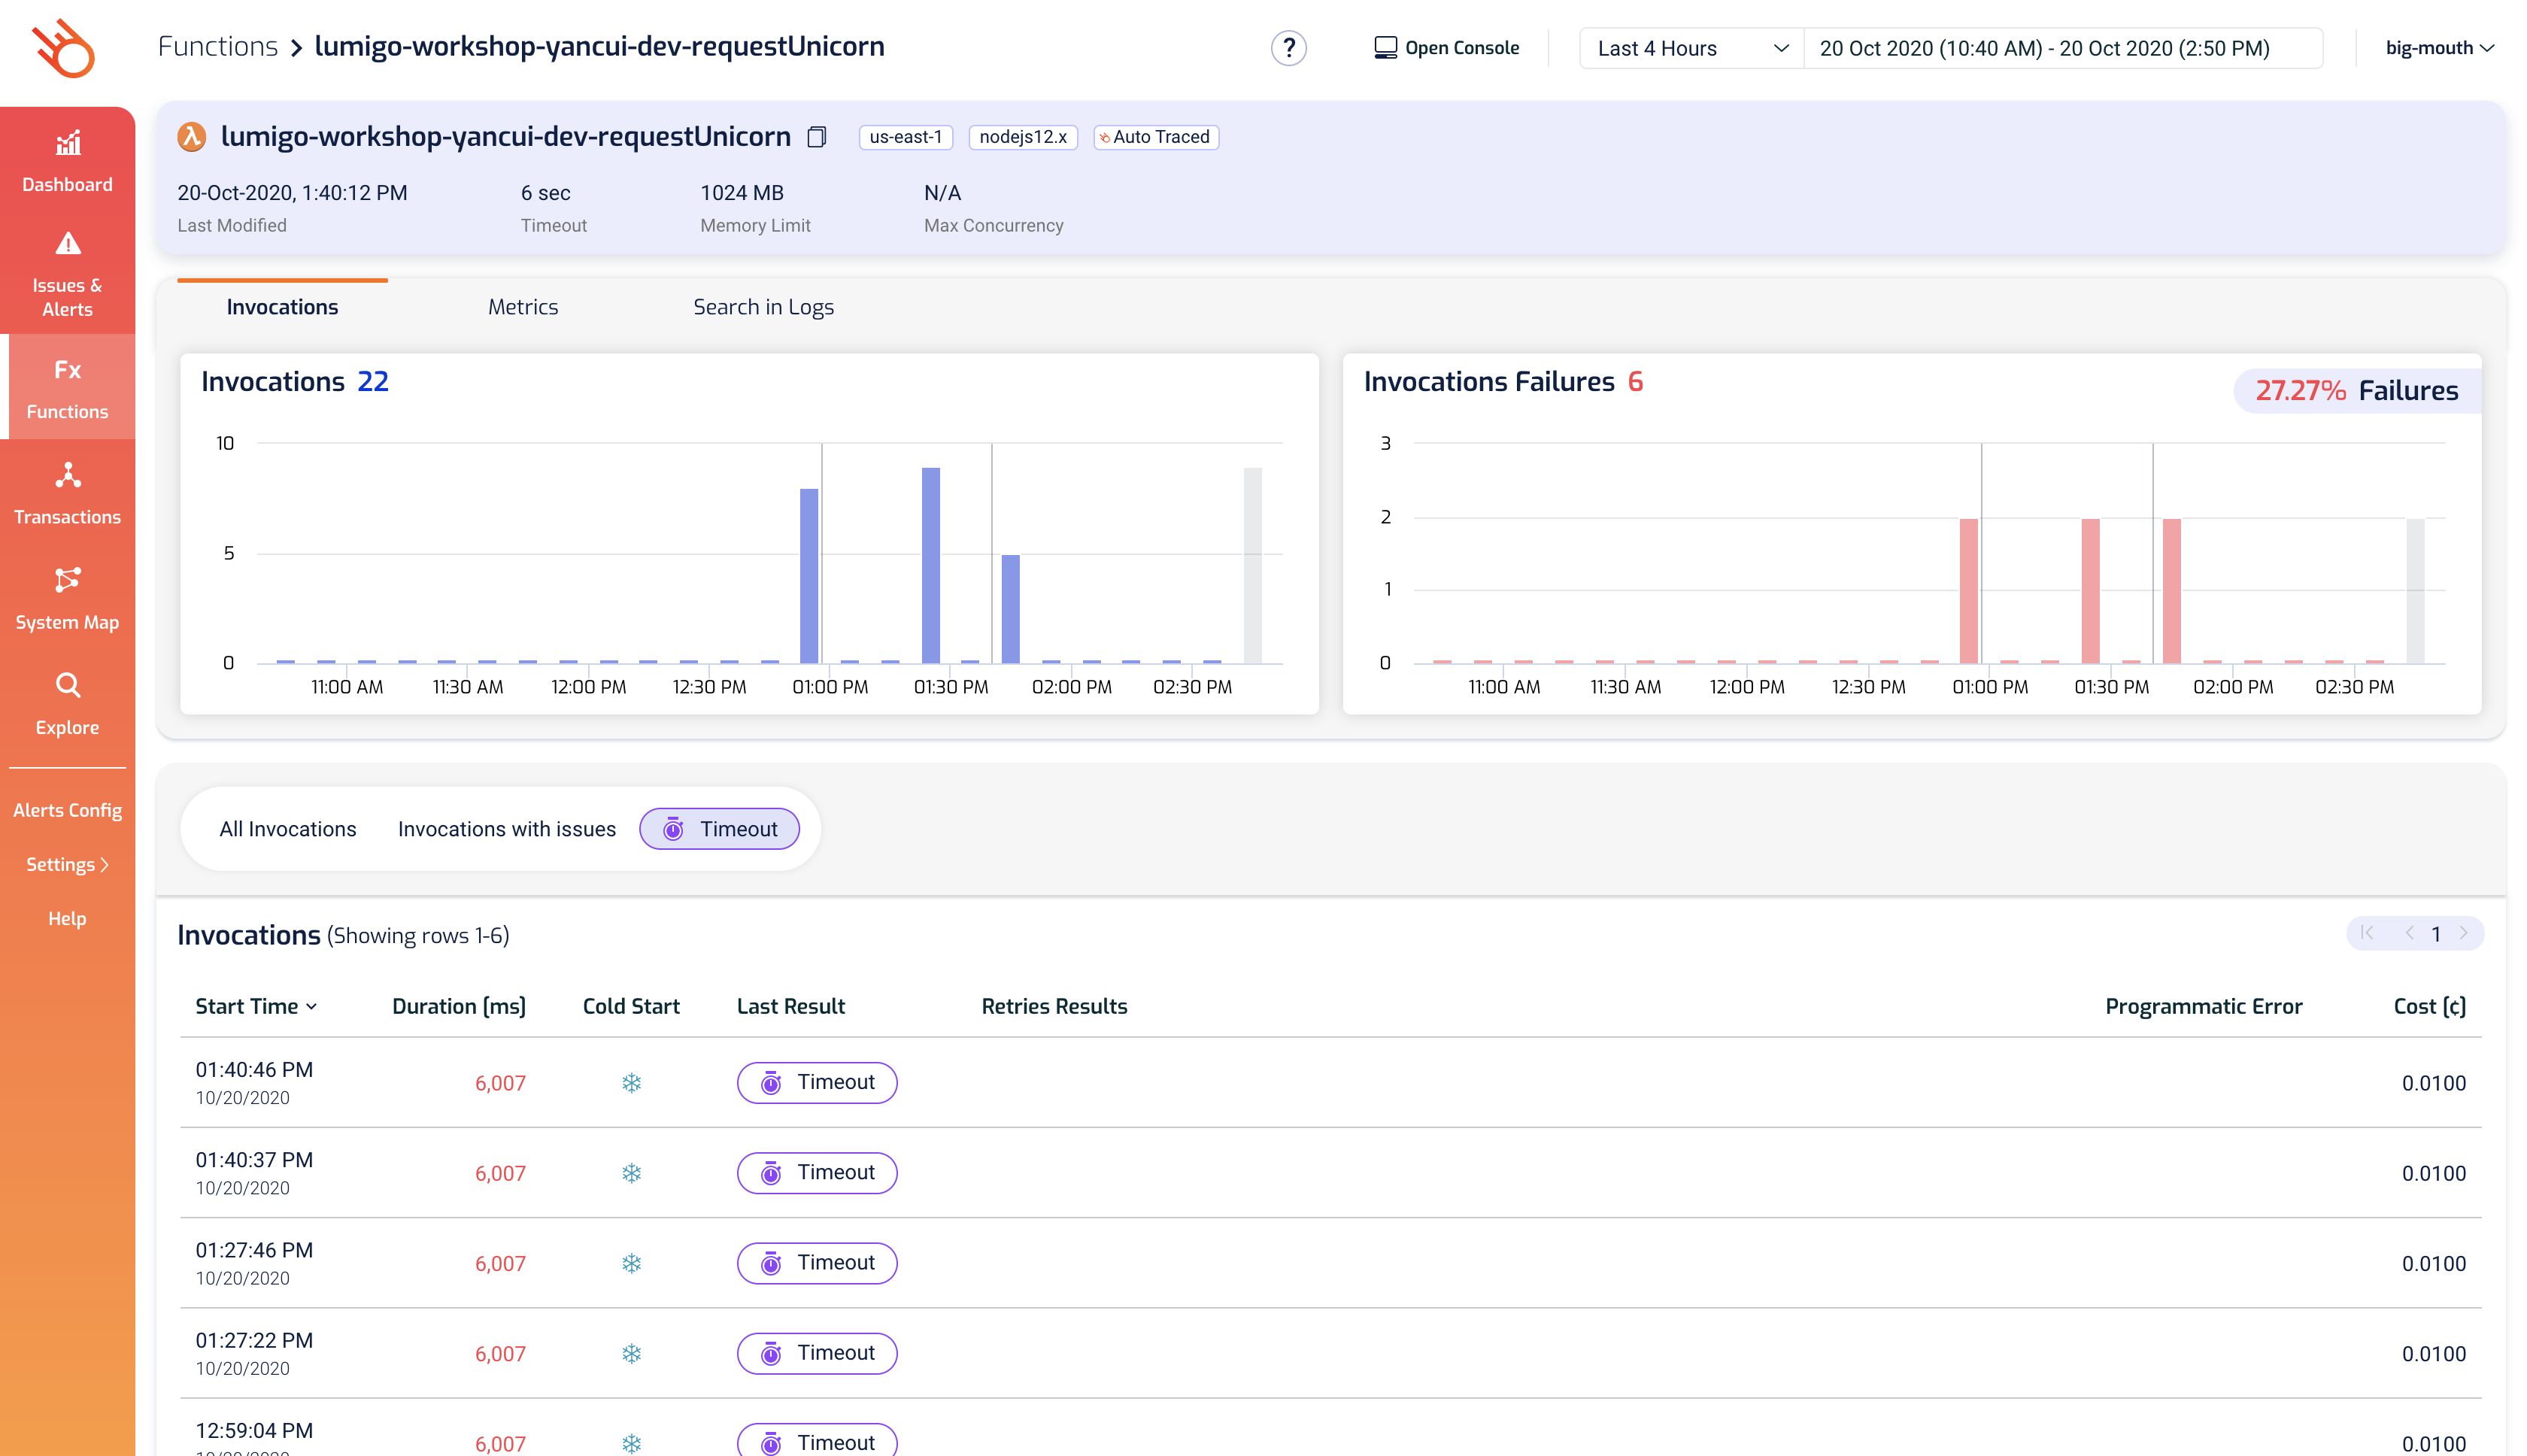 Functions > lumigo-workshop-yancui-dev-requestUnicorn
? Open Console Last 4 Hours 20 Oct 2020 (10:40 AM) - 20 Oct 2020 (2:50 PM) big-mouth
Dashboard
Issues &
Alerts
Fx
Functions
Transactions
System Map
Explore
Alerts Config
Settings >
Help
λ lumigo-workshop-yancui-dev-requestUnicorn us-east-1 nodejs12.x Auto Traced
20-Oct-2020, 1:40:12 PM 6 sec 1024 MB N/A
Last Modified Timeout Memory Limit Max Concurrency
Invocations Metrics Search in Logs
Invocations 22
10
5
0
11:00 AM 11:30 AM 12:00 PM 12:30 PM 01:00 PM 01:30 PM 02:00 PM 02:30 PM
Invocations Failures 6
27.27% Failures
3
2
1
0
11:00 AM 11:30 AM 12:00 PM 12:30 PM 01:00 PM 01:30 PM 02:00 PM 02:30 PM
All Invocations Invocations with issues Timeout
Invocations (Showing rows 1-6) 1
Start Time Duration [ms] Cold Start Last Result Retries Results Programmatic Error Cost [¢]
01:40:46 PM
10/20/2020
6,007 Timeout 0.0100
01:40:37 PM
10/20/2020
6,007 Timeout 0.0100
01:27:46 PM
10/20/2020
6,007 Timeout 0.0100
01:27:22 PM
10/20/2020
6,007 Timeout 0.0100
12:59:04 PM
6,007 Timeout 0.0100